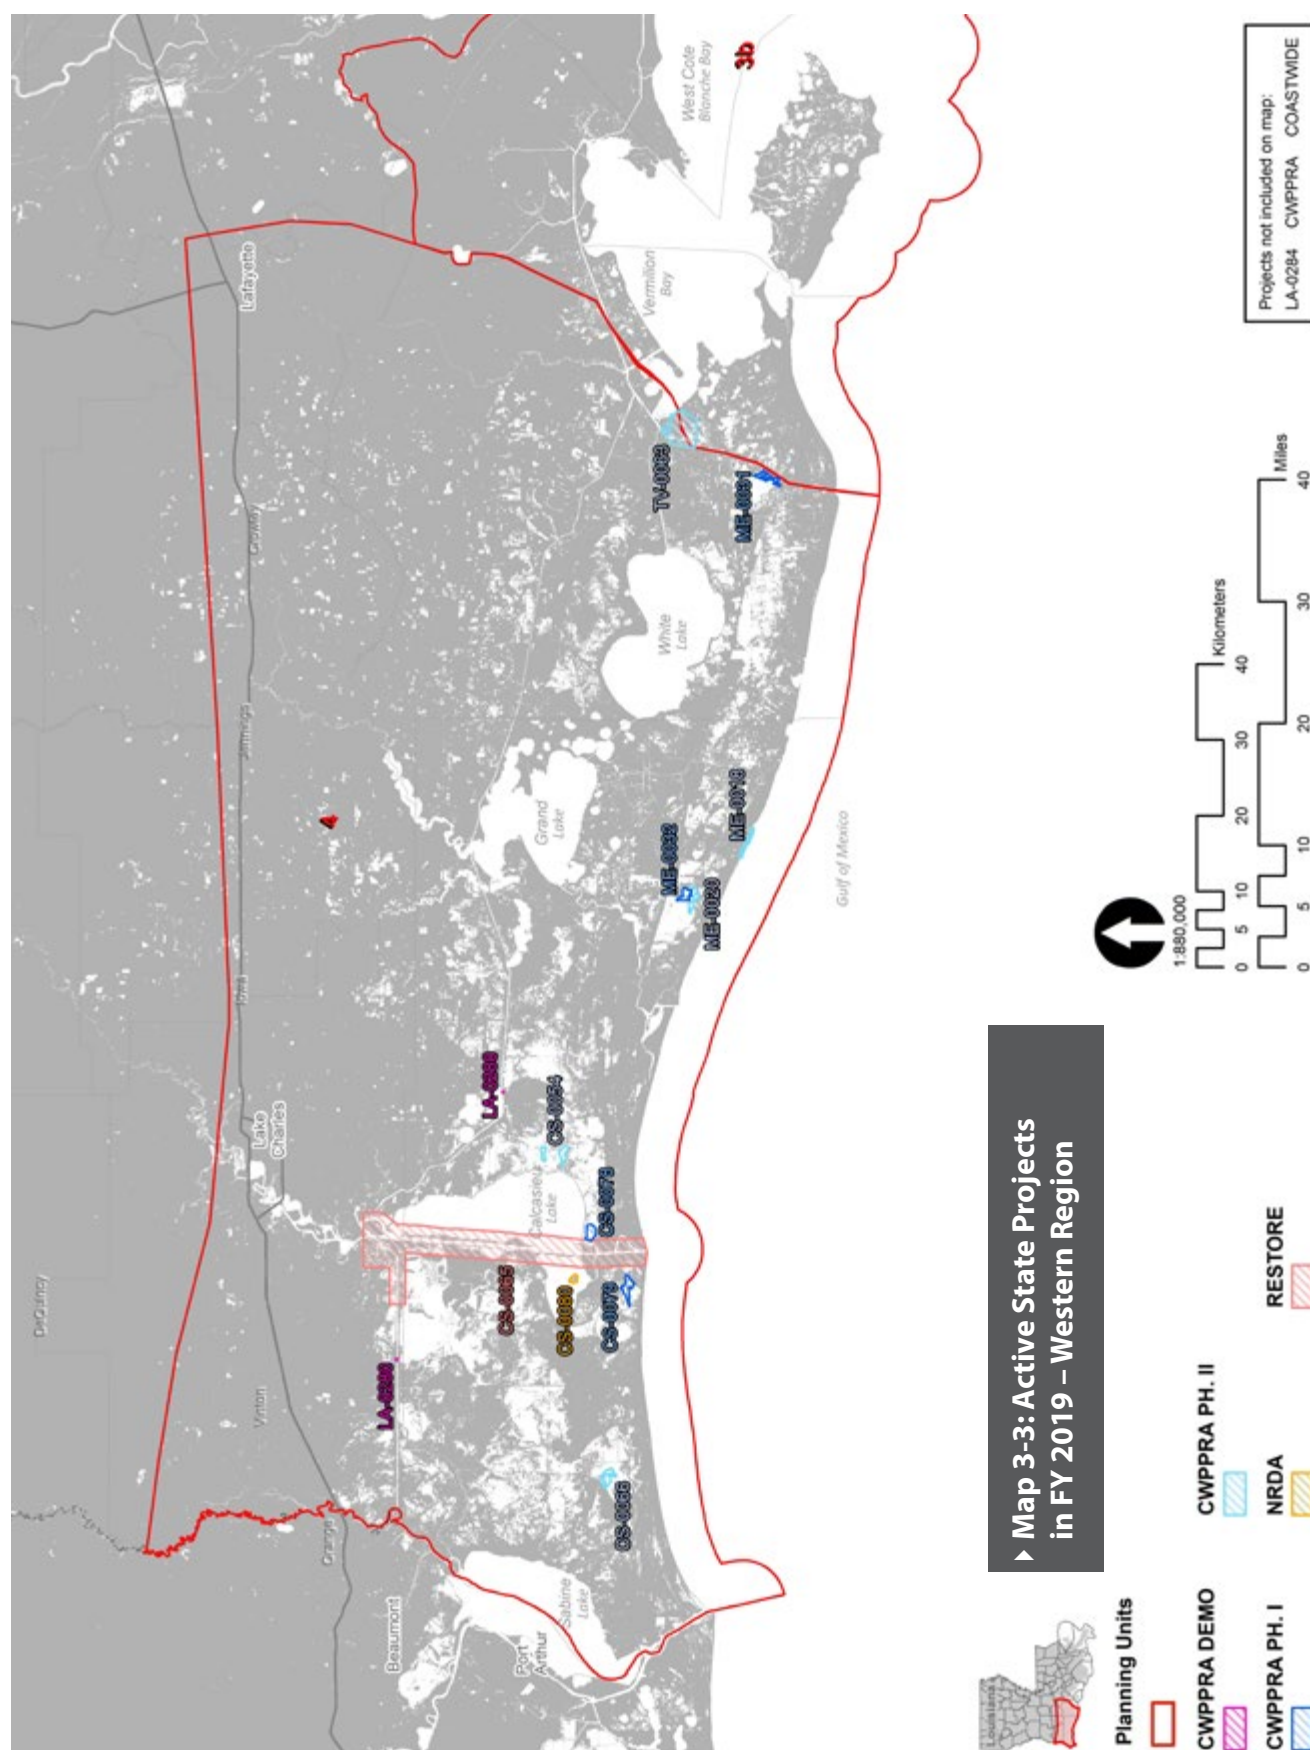 ▸ Map 3-3: Active State Projects
in FY 2019 – Western Region
DeQuincy
Vinton
Orange
Beaumont
Port
Arthur
Sabine
Lake
Lake
Charles
Iowa
Jennings
Crowley
Lafayette
Calcasieu
Lake
Grand
Lake
White
Lake
Vermilion
Bay
West Cote
Blanche Bay
Gulf of Mexico
4
3b
CS-0066
CS-0065
CS-0080
CS-0079
CS-0078
CS-0054
ME-0032
ME-0020
ME-0018
ME-0031
TV-0063
Louisiana
Planning Units
CWPPRA DEMO
CWPPRA PH. I
CWPPRA PH. II
NRDA
RESTORE
1:880,000
0 5 10 20 30 40
Kilometers
0 5 10 20 30 40
Miles
Projects not included on map:
LA-0284 CWPPRA COASTWIDE